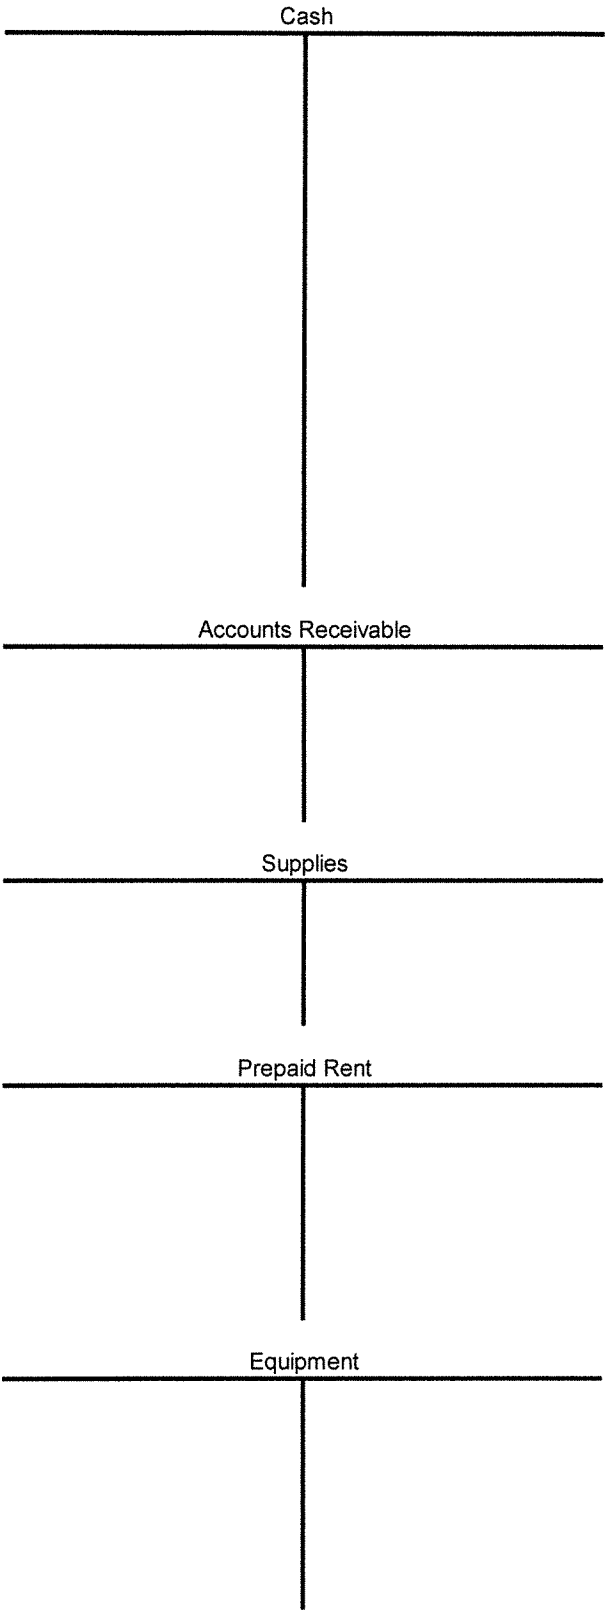 Cash
Accounts Receivable
Supplies
Prepaid Rent
Equipment